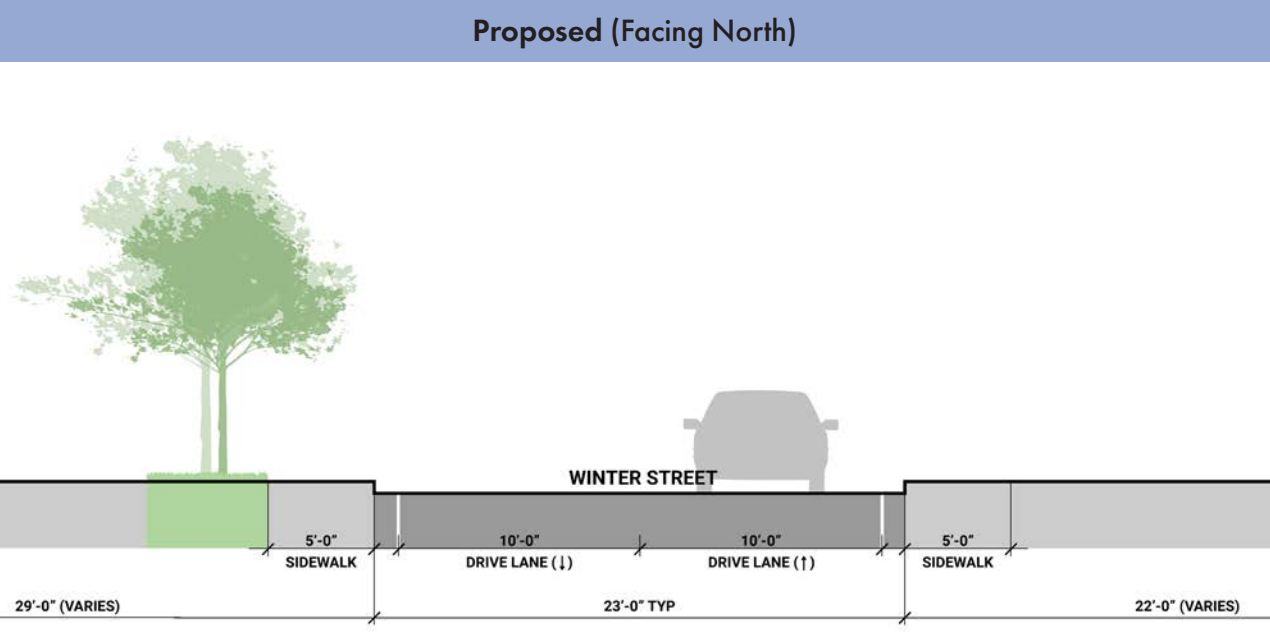 Proposed (Facing North)
WINTER STREET
5’-0” 10’-0” 10’-0” 5’-0”
SIDEWALK DRIVE LANE (↓) DRIVE LANE (↑) SIDEWALK
29’-0” (VARIES) 23’-0” TYP 22’-0” (VARIES)